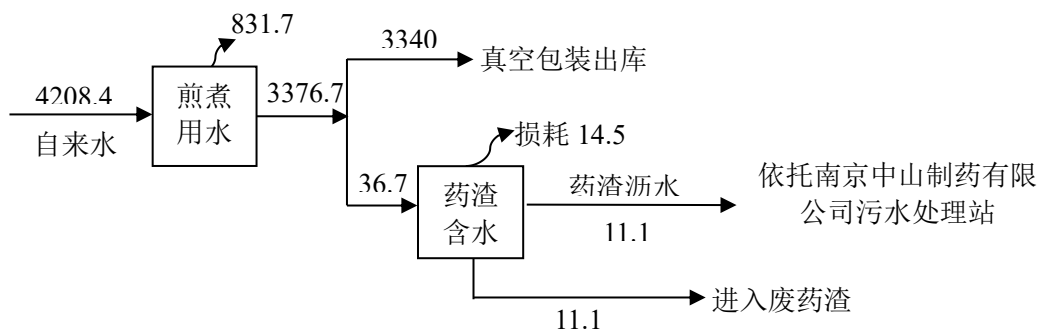 831.7
3340
真空包装出库
4208.4
煎煮
用水
3376.7
自来水
损耗 14.5
36.7
药渣
含水
药渣沥水
11.1
依托南京中山制药有限
公司污水处理站
进入废药渣
11.1